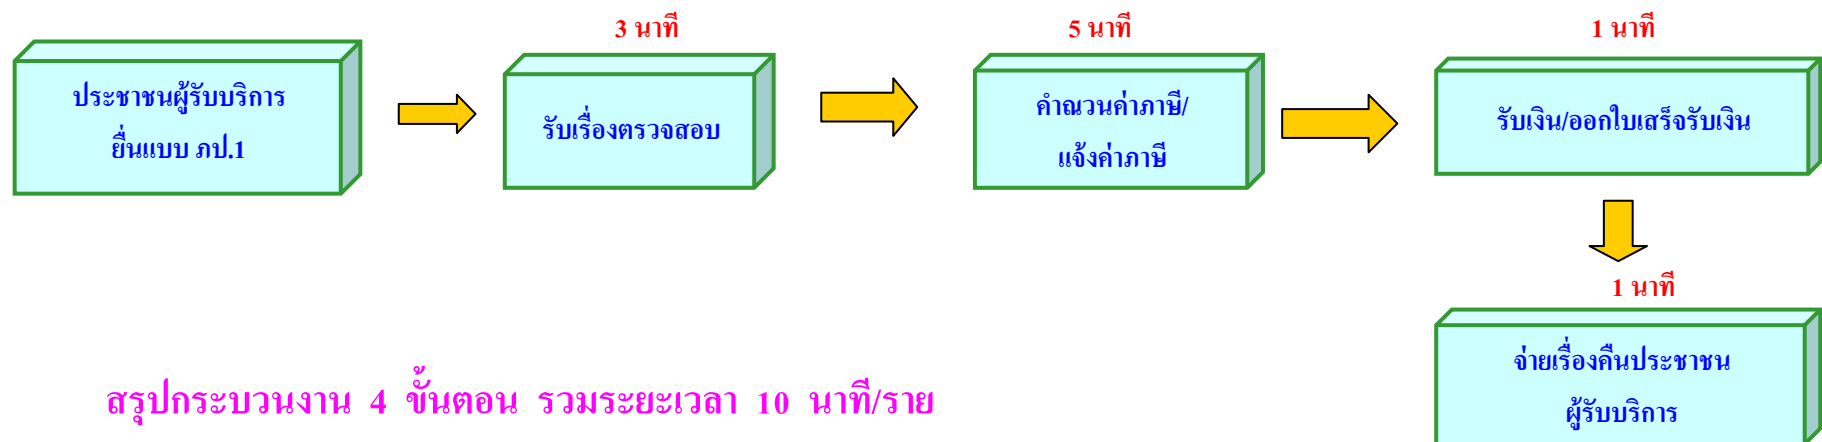 ประชาชนผู้รับบริการ
ยื่นแบบ ภป.1
3 นาที
รับเรื่องตรวจสอบ
5 นาที
คำณวนค่าภาษี/
แจ้งค่าภาษี
1 นาที
รับเงิน/ออกใบเสร็จรับเงิน
1 นาที
จ่ายเรื่องคืนประชาชน
ผู้รับบริการ
สรุปกระบวนงาน 4 ขั้นตอน รวมระยะเวลา 10 นาที/ราย